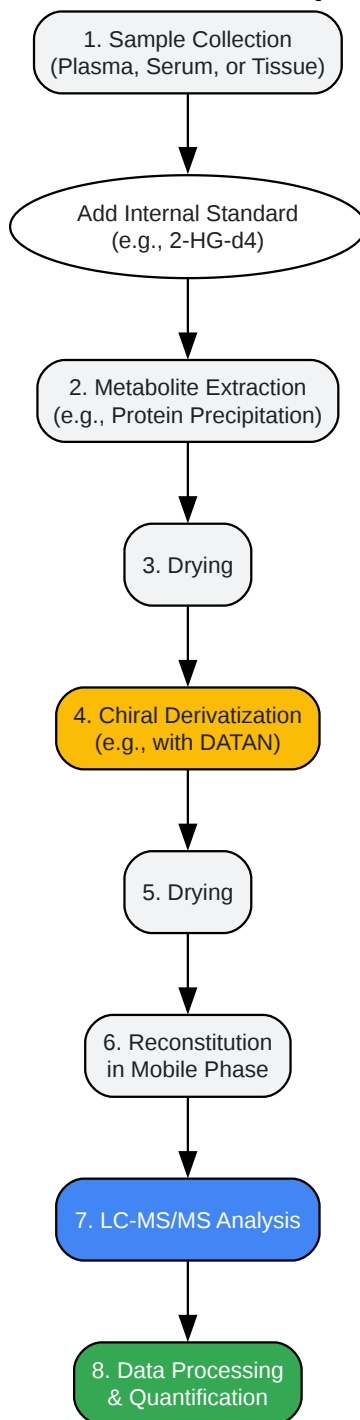 1. Sample Collection
(Plasma, Serum, or Tissue)
Add Internal Standard
(e.g., 2-HG-d4)
2. Metabolite Extraction
(e.g., Protein Precipitation)
3. Drying
4. Chiral Derivatization
(e.g., with DATAN)
5. Drying
6. Reconstitution
in Mobile Phase
7. LC-MS/MS Analysis
8. Data Processing
& Quantification